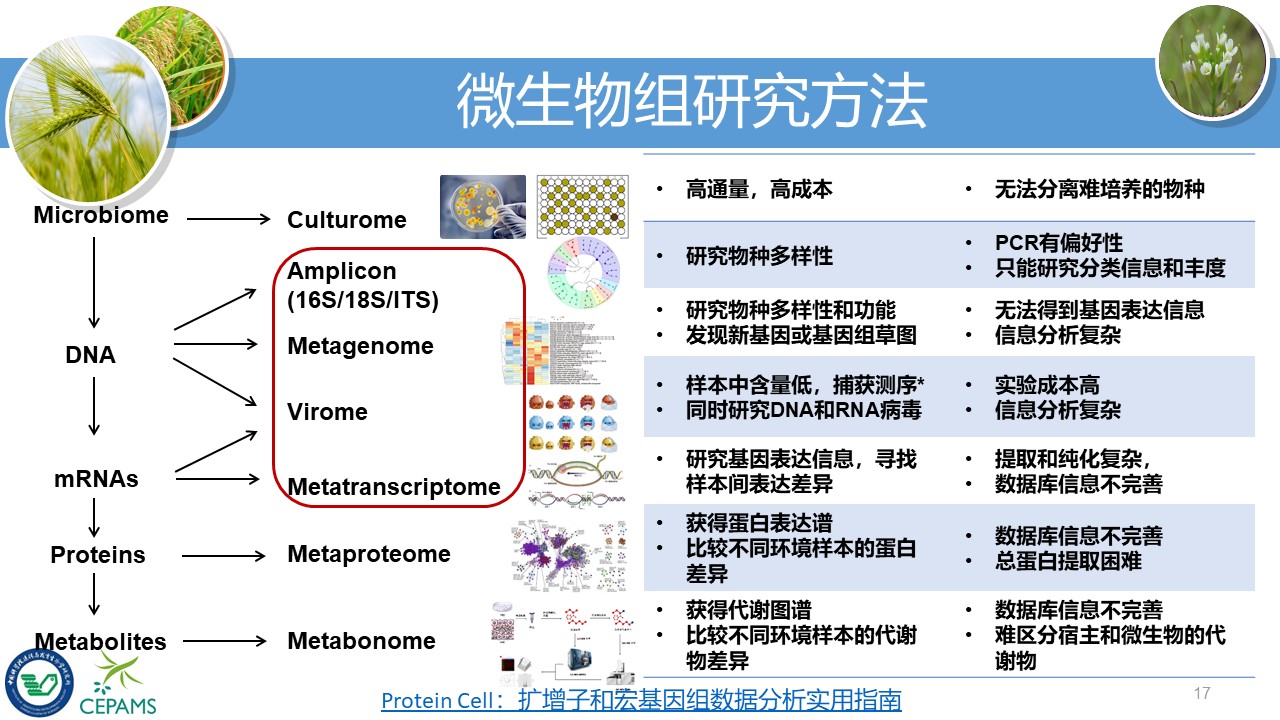 微生物组研究方法
Microbiome
Culturome
• 高通量，高成本
• 无法分离难培养的物种
Amplicon
(16S/18S/ITS)
• 研究物种多样性
• PCR有偏好性
• 只能研究分类信息和丰度
DNA
Metagenome
• 研究物种多样性和功能
• 发现新基因或基因组草图
• 无法得到基因表达信息
• 信息分析复杂
Virome
• 样本中含量低，捕获测序*
• 同时研究DNA和RNA病毒
• 实验成本高
• 信息分析复杂
mRNAs
Metatranscriptome
• 研究基因表达信息，寻找
样本间表达差异
• 提取和纯化复杂，
• 数据库信息不完善
Proteins
Metaproteome
• 获得蛋白表达谱
• 比较不同环境样本的蛋白
差异
• 数据库信息不完善
• 总蛋白提取困难
Metabolites
Metabonome
• 获得代谢图谱
• 比较不同环境样本的代谢
物差异
• 数据库信息不完善
• 难区分宿主和微生物的代
谢物
CEPAMS
Protein Cell：扩增子和宏基因组数据分析实用指南
17